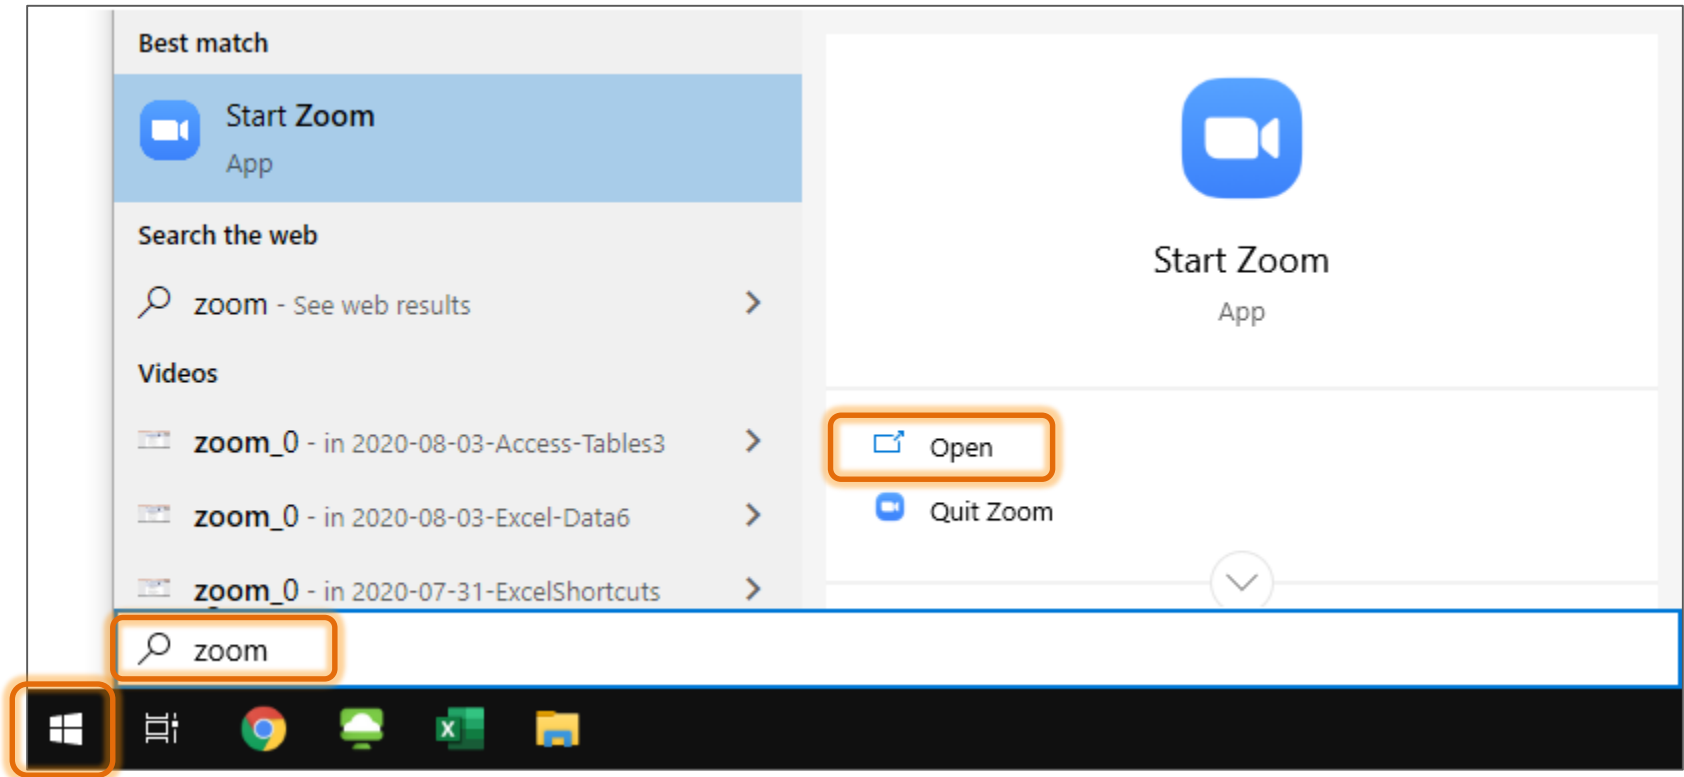 Best match
Start Zoom
App
Search the web
zoom - See web results
Videos
zoom_0 - in 2020-08-03-Access-Tables3
zoom_0 - in 2020-08-03-Excel-Data6
zoom_0 - in 2020-07-31-ExcelShortcuts
zoom
Start Zoom
App
Open
Quit Zoom
X